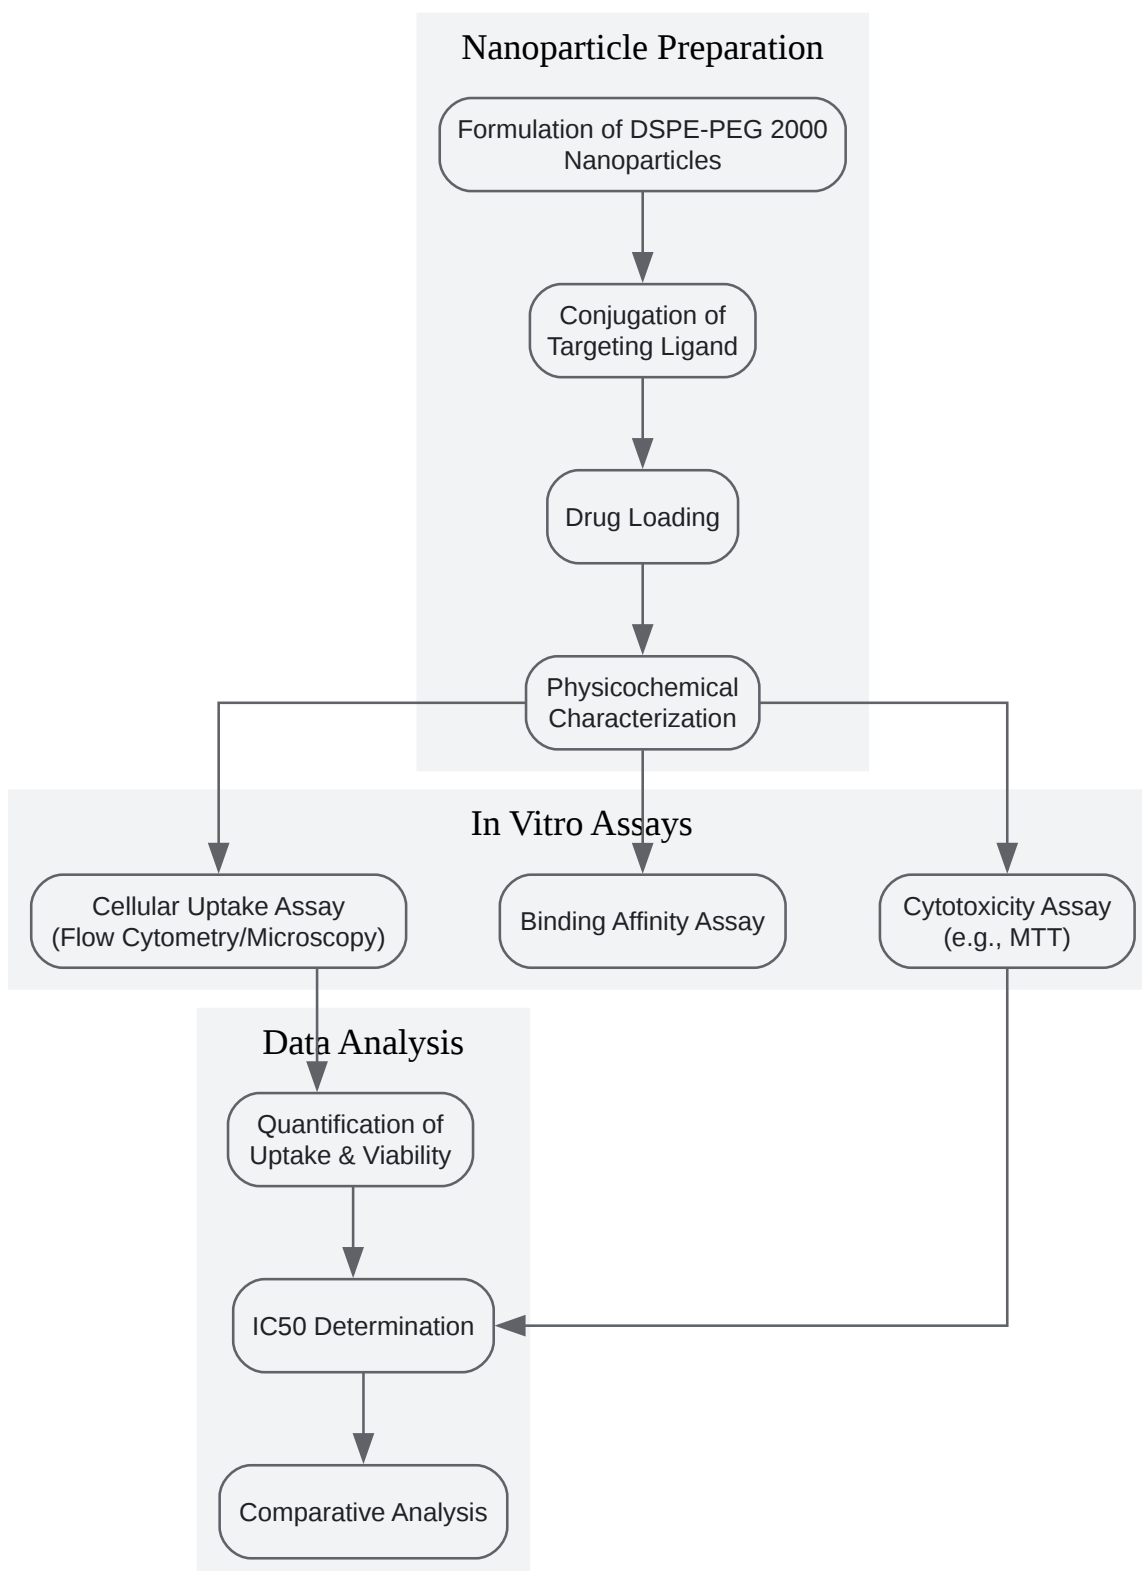 Nanoparticle Preparation
Formulation of DSPE-PEG 2000
Nanoparticles
Conjugation of
Targeting Ligand
Drug Loading
Physicochemical
Characterization
In Vitro Assays
Cellular Uptake Assay
(Flow Cytometry/Microscopy)
Binding Affinity Assay
Cytotoxicity Assay
(e.g., MTT)
Data Analysis
Quantification of
Uptake & Viability
IC50 Determination
Comparative Analysis